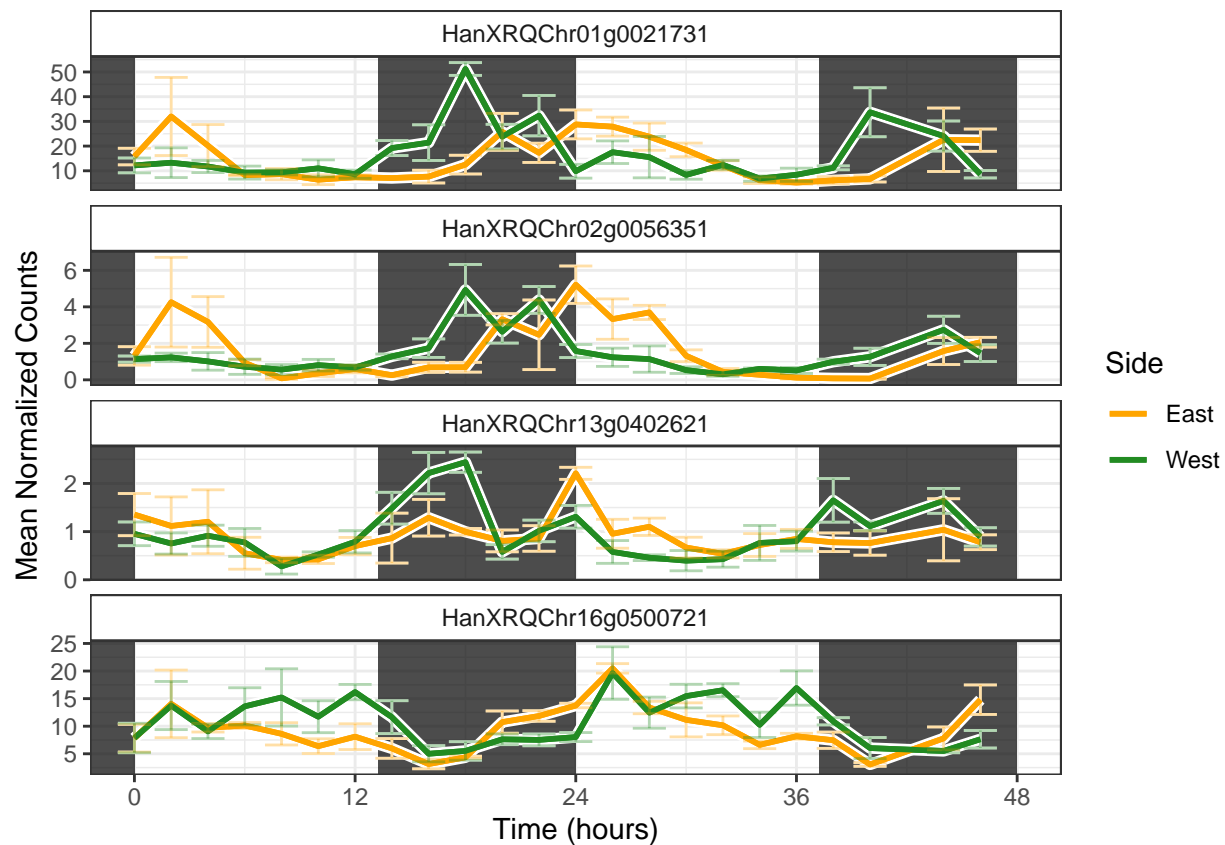 HanXRQChr01g0021731
50
40
30
20
10
HanXRQChr02g0056351
6
4
2
0
HanXRQChr13g0402621
2
1
0
HanXRQChr16g0500721
25
20
15
10
5
0 12 24 36 48
Time (hours)
Mean Normalized Counts
Side
East
West